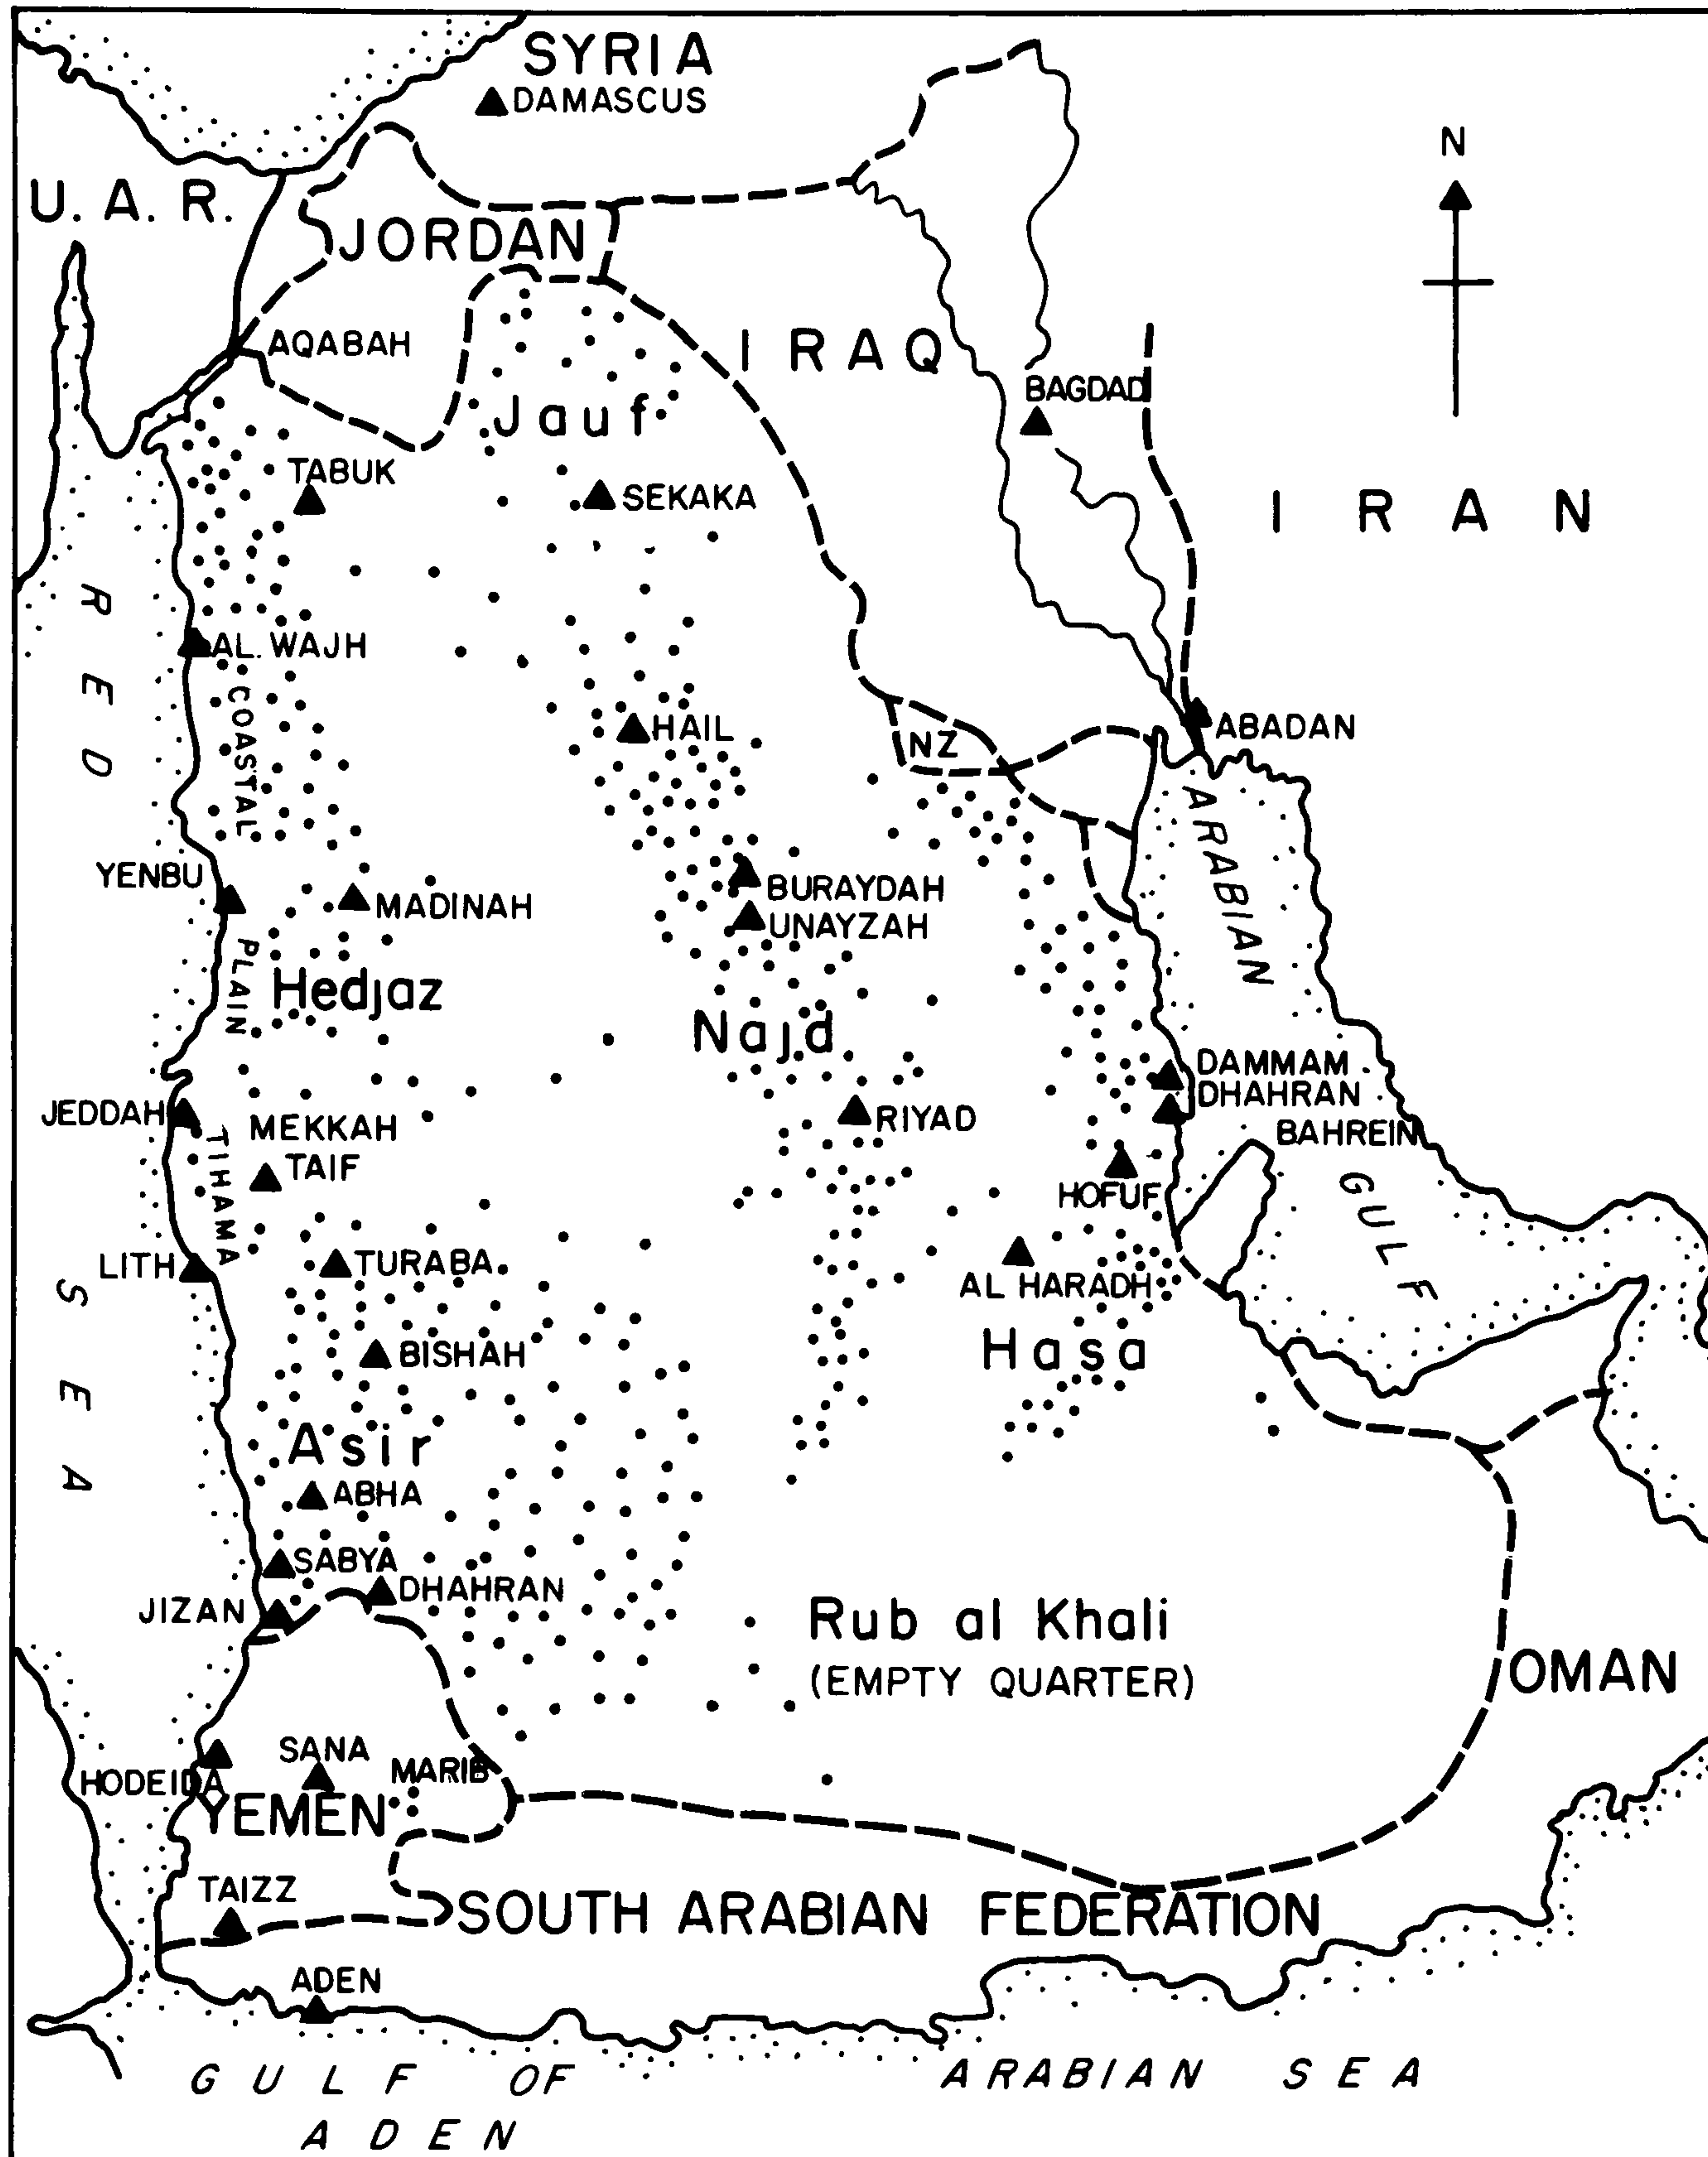 SYRIA
DAMASCUS
N
U. A. R.
JORDAN
AQABAH
IRAQ
BAGDAD
Jauf
TABUK
SEKAKA
IRAN
RED SEA
AL. WAJH
COASTAL PLAIN
HAIL
NZ
ABADAN
ARABIAN GULF
YENBU
MADINAH
BURAYDAH
UNAYZAH
Hedjaz
Najd
DAMMAM
DHAHRAN
JEDDAH
MEKKAH
RIYAD
BAHREIN
TIHAMA
TAIF
HOFUF
LITH
TURABA
AL HARADH
BISHAH
Hasa
Asir
ABHA
SABYA
DHAHRAN
JIZAN
Rub al Khali
(EMPTY QUARTER)
OMAN
SANA
MARIB
HODEIDA
YEMEN
TAIZZ
SOUTH ARABIAN FEDERATION
ADEN
GULF OF
ADEN
ARABIAN SEA